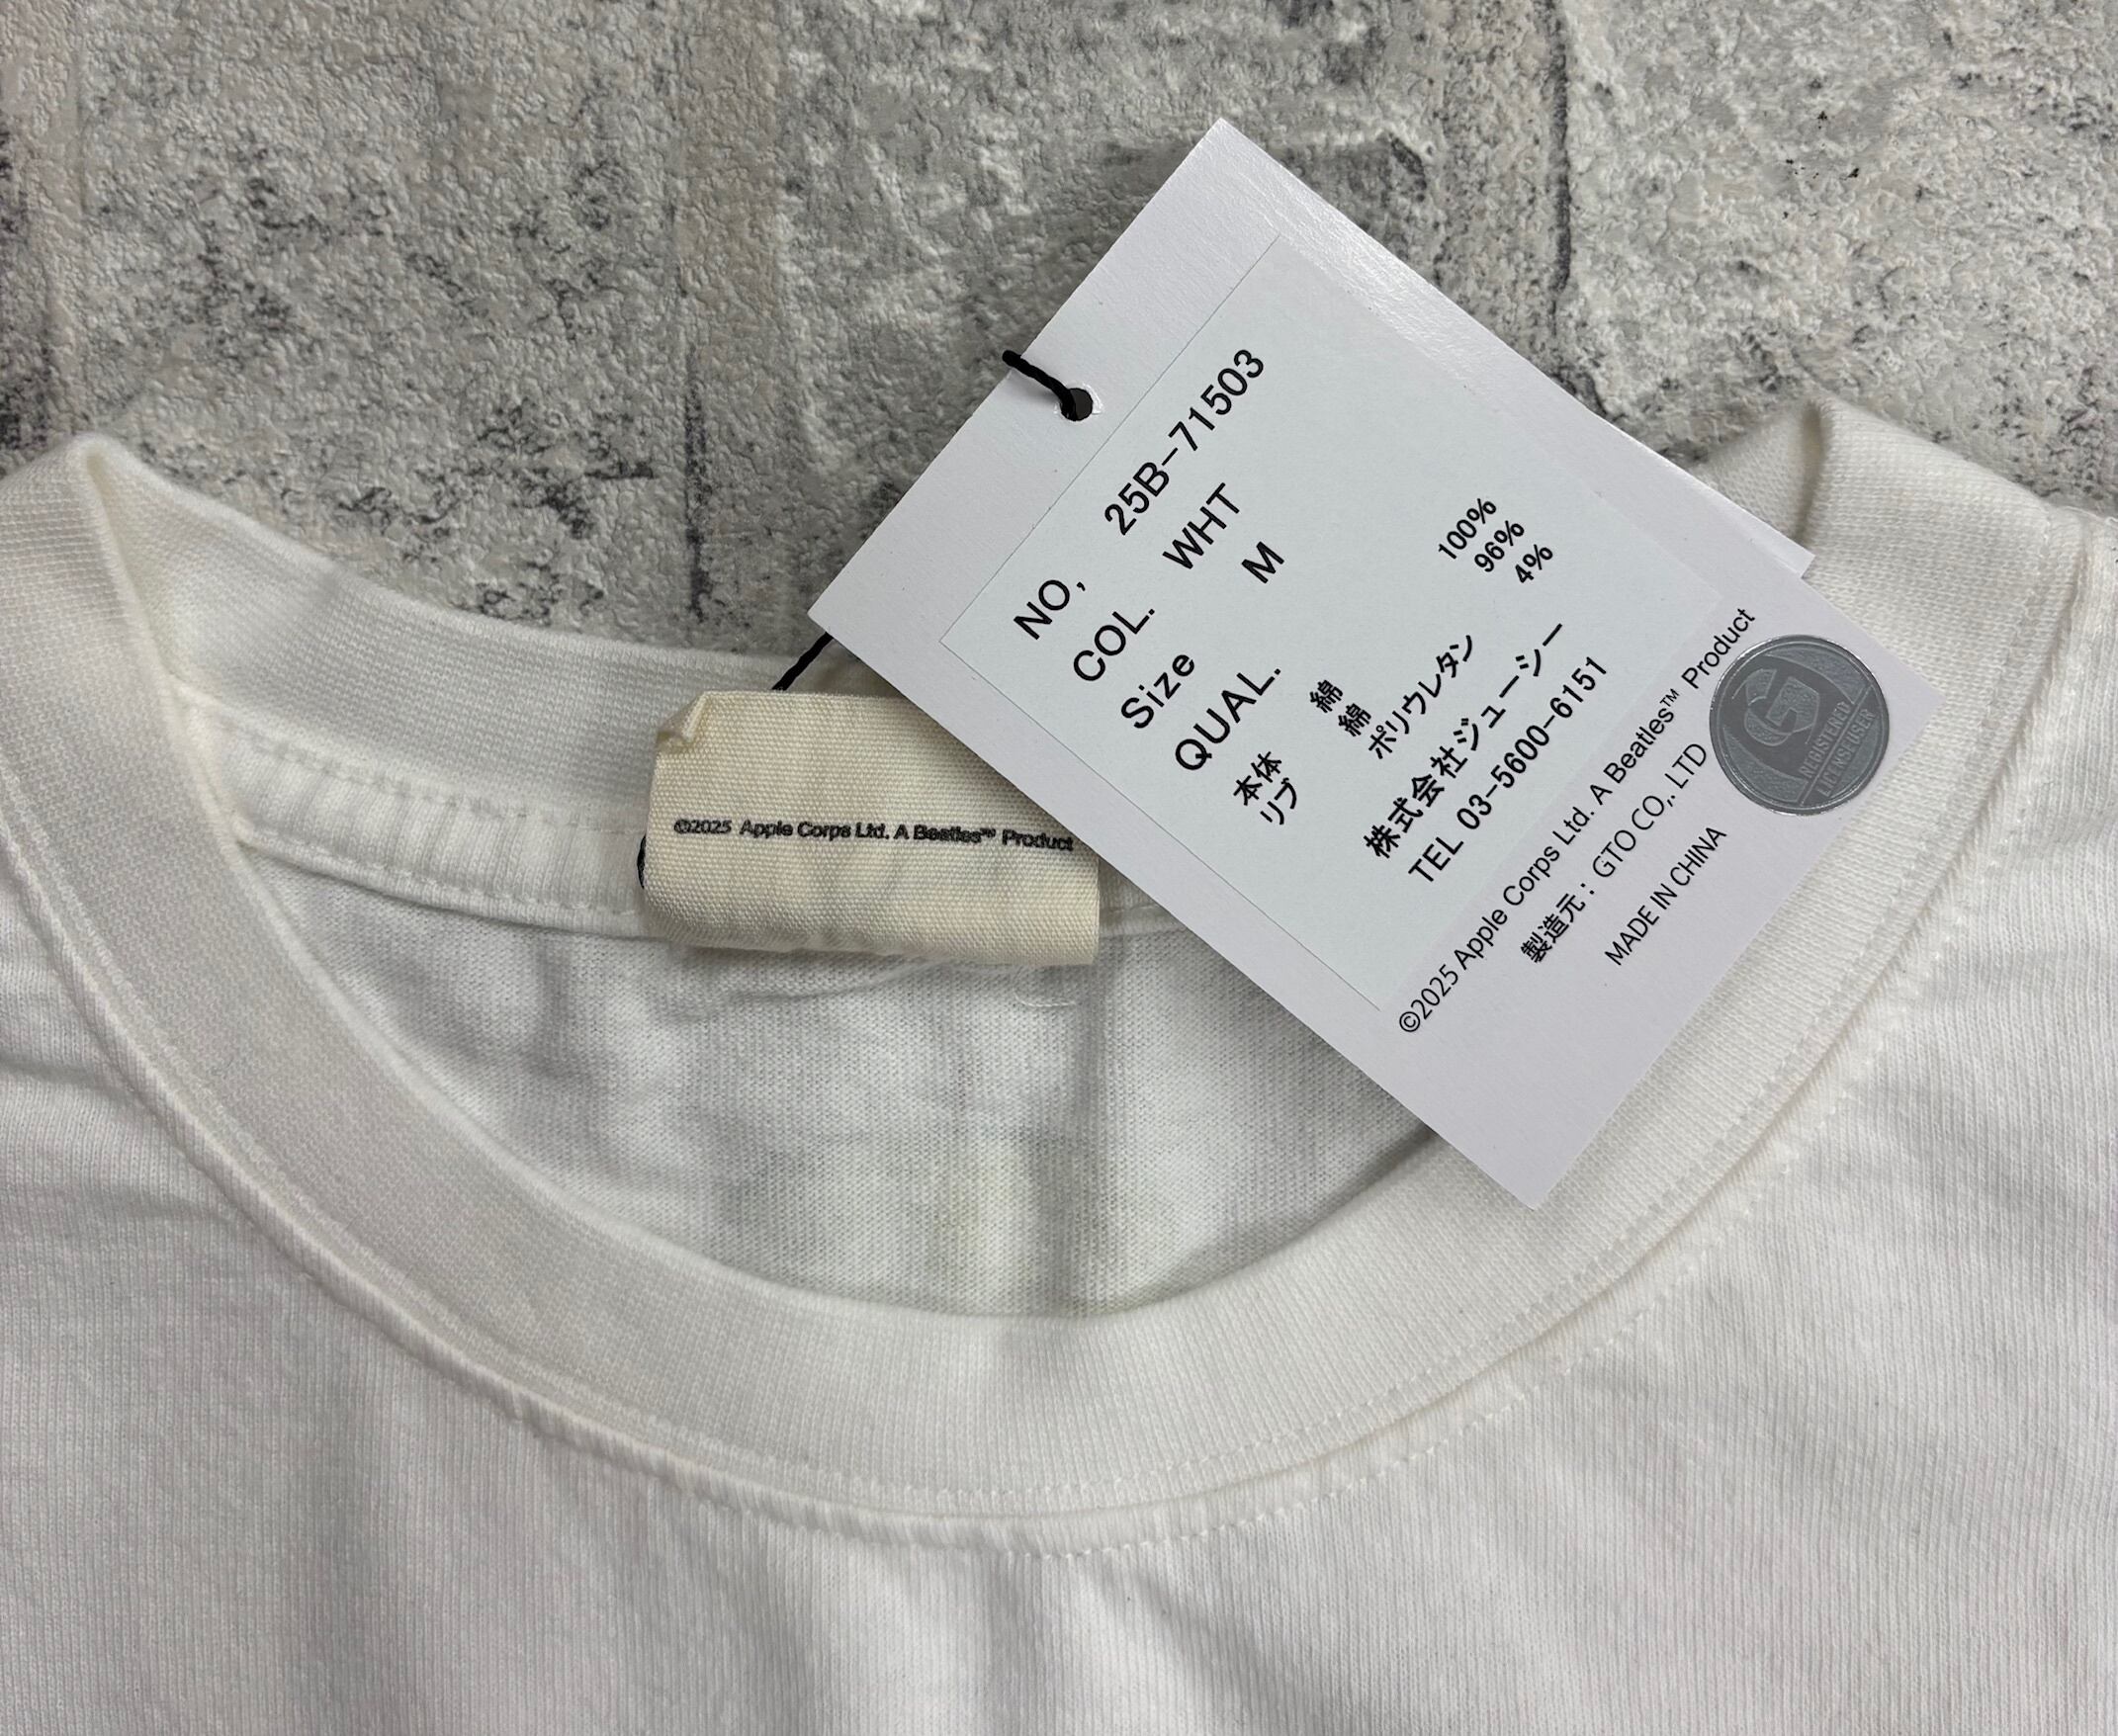 NO, 25B-71503
COL. WHT
Size M
QUAL.
本体 綿 100%
リブ 綿 96%
ポリウレタン 4%
株式会社ジューシー
TEL 03-5600-6151
©2025 Apple Corps Ltd. A Beatles™ Product
製造元：GTO CO,. LTD
MADE IN CHINA
G
REGISTERED
LICENSE USER
©2025 Apple Corps Ltd. A Beatles™ Product